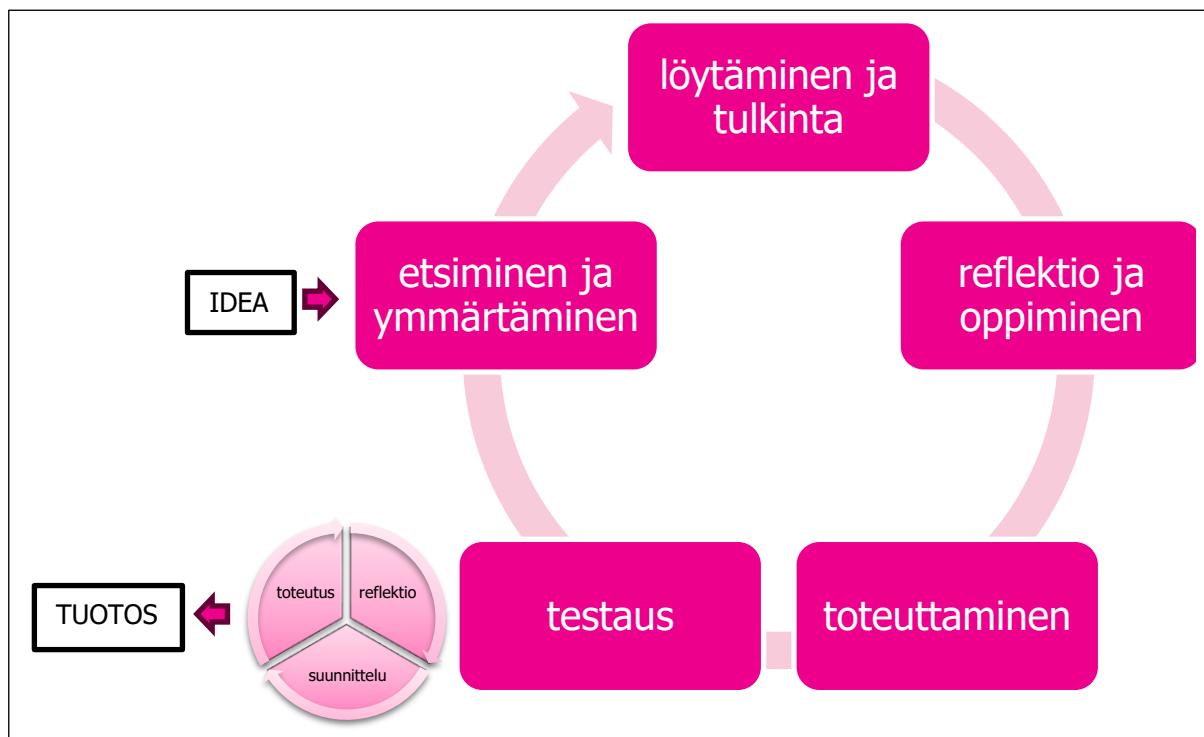 löytäminen ja
tulkinta
etsiminen ja
ymmärtäminen
reflektio ja
oppiminen
IDEA
toteutus
reflektio
suunnittelu
TUOTOS
testaus
toteuttaminen